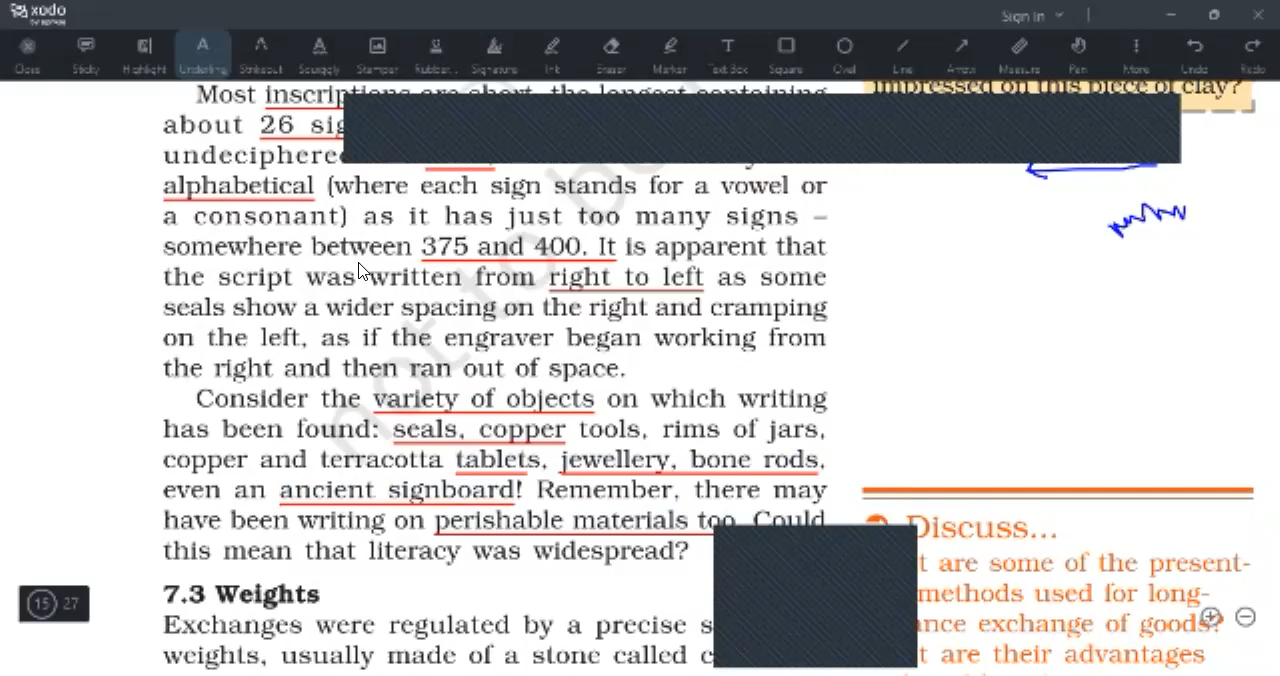 xodo
Sign In
Close Sticky Highlight Underline Strikeout Squiggly Stamper Rubber... Signature Ink Eraser Marker Text Box Square Oval Line Arrow Measure Pan More Undo Redo
Most inscriptions are short, the longest containing
about 26 sig
undeciphered
alphabetical (where each sign stands for a vowel or
a consonant) as it has just too many signs –
somewhere between 375 and 400. It is apparent that
the script was written from right to left as some
seals show a wider spacing on the right and cramping
on the left, as if the engraver began working from
the right and then ran out of space.
Consider the variety of objects on which writing
has been found: seals, copper tools, rims of jars,
copper and terracotta tablets, jewellery, bone rods,
even an ancient signboard! Remember, there may
have been writing on perishable materials too. Could
this mean that literacy was widespread?
7.3 Weights
Exchanges were regulated by a precise s
weights, usually made of a stone called c
15 27
impressed on this piece of clay?
Discuss...
t are some of the present-
methods used for long-
ance exchange of goods?
t are their advantages
not to b